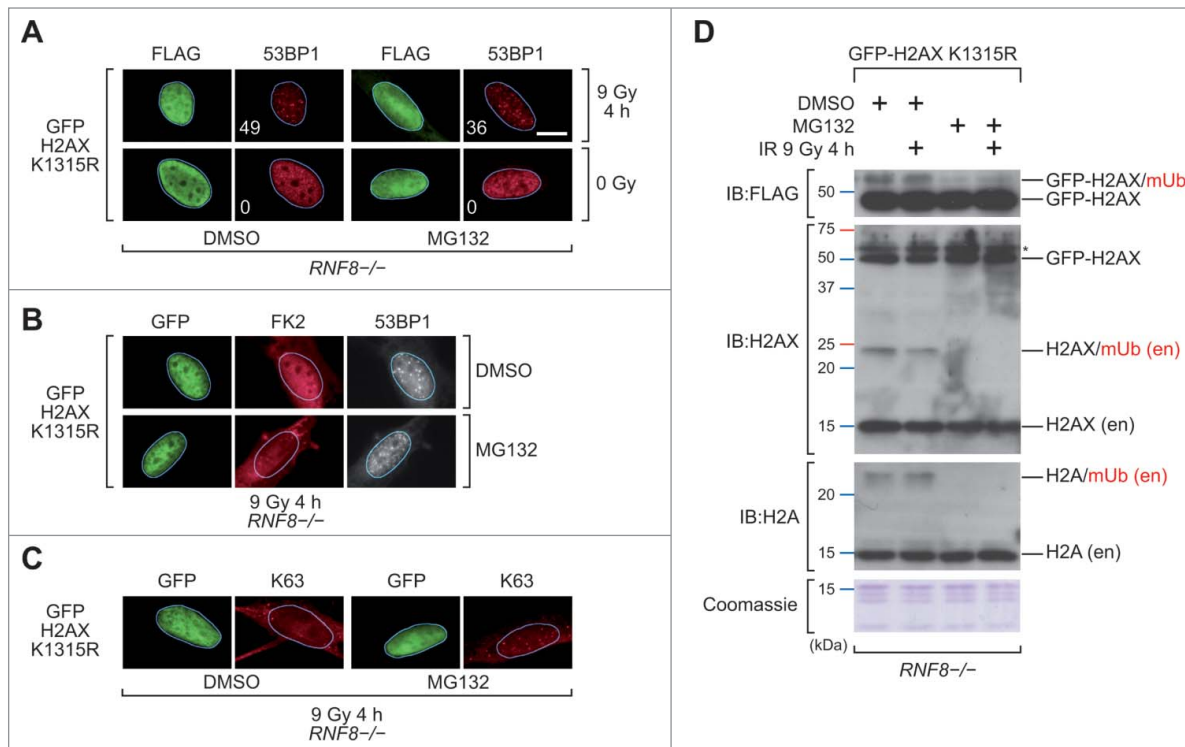 A
FLAG 53BP1 FLAG 53BP1
GFP
H2AX
K1315R
49
36
9 Gy
4 h
0
0
0 Gy
DMSO MG132
RNF8−/−
B
GFP FK2 53BP1
GFP
H2AX
K1315R
DMSO
MG132
9 Gy 4 h
RNF8−/−
C
GFP K63 GFP K63
GFP
H2AX
K1315R
DMSO MG132
9 Gy 4 h
RNF8−/−
D
GFP-H2AX K1315R
DMSO + +
MG132 + +
IR 9 Gy 4 h + +
IB:FLAG
50
GFP-H2AX/mUb
GFP-H2AX
IB:H2AX
75
50
37
25
20
15
*
GFP-H2AX
H2AX/mUb (en)
H2AX (en)
IB:H2A
20
15
H2A/mUb (en)
H2A (en)
Coomassie
15
(kDa)
RNF8−/−